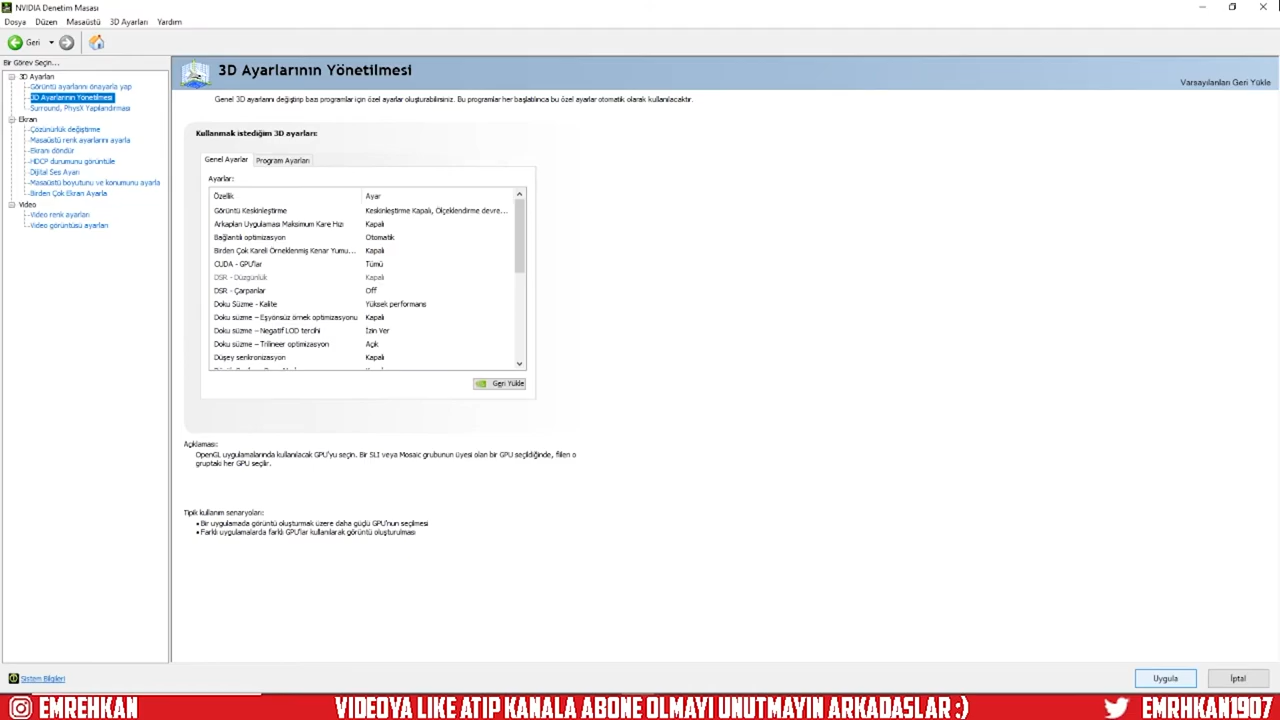 NVIDIA Denetim Masası
Dosya Düzen Masaüstü 3D Ayarları Yardım
Geri
Bir Görev Seçin...
3D Ayarları
Görüntü ayarlarını önayarla yap
3D Ayarlarının Yönetilmesi
Surround, PhysX Yapılandırması
Ekran
Çözünürlük değiştirme
Masaüstü renk ayarlarını ayarla
Ekranı döndür
HDCP durumunu görüntüle
Dijital Ses Ayarı
Masaüstü boyutunu ve konumunu ayarla
Birden Çok Ekran Ayarla
Video
Video renk ayarları
Video görüntüsü ayarları
Sistem Bilgileri
3D Ayarlarının Yönetilmesi
Varsayılanları Geri Yükle
Genel 3D ayarlarını değiştirip bazı programlar için özel ayarlar oluşturabilirsiniz. Bu programlar her başlatılınca bu özel ayarlar otomatik olarak kullanılacaktır.
Kullanmak istediğim 3D ayarları:
Genel Ayarlar Program Ayarları
Ayarlar:
Özellik Ayar
Görüntü Keskinleştirme Keskinleştirme Kapalı, Ölçeklendirme devre...
Arkaplan Uygulaması Maksimum Kare Hızı Kapalı
Bağlantılı optimizasyon Otomatik
Birden Çok Kareli Örneklenmiş Kenar Yumu... Kapalı
CUDA - GPU'lar Tümü
DSR - Düzgünlük Kapalı
DSR - Çarpanlar Off
Doku Süzme - Kalite Yüksek performans
Doku süzme – Eşyönsüz örnek optimizasyonu Kapalı
Doku süzme – Negatif LOD tercihi İzin Ver
Doku süzme – Trilineer optimizasyon Açık
Düşey senkronizasyon Kapalı
Geri Yükle
Açıklaması:
OpenGL uygulamalarında kullanılacak GPU'yu seçin. Bir SLI veya Mosaic grubunun üyesi olan bir GPU seçildiğinde, fiilen o
gruptaki her GPU seçilir.
Tipik kullanım senaryoları:
▪ Bir uygulamada görüntü oluşturmak üzere daha güçlü GPU'nun seçilmesi
▪ Farklı uygulamalarda farklı GPU'lar kullanılarak görüntü oluşturulması
Uygula İptal
EMREHKAN VIDEOYA LIKE ATIP KANALA ABONE OLMAYI UNUTMAYIN ARKADASLAR :) EMRHKAN1907